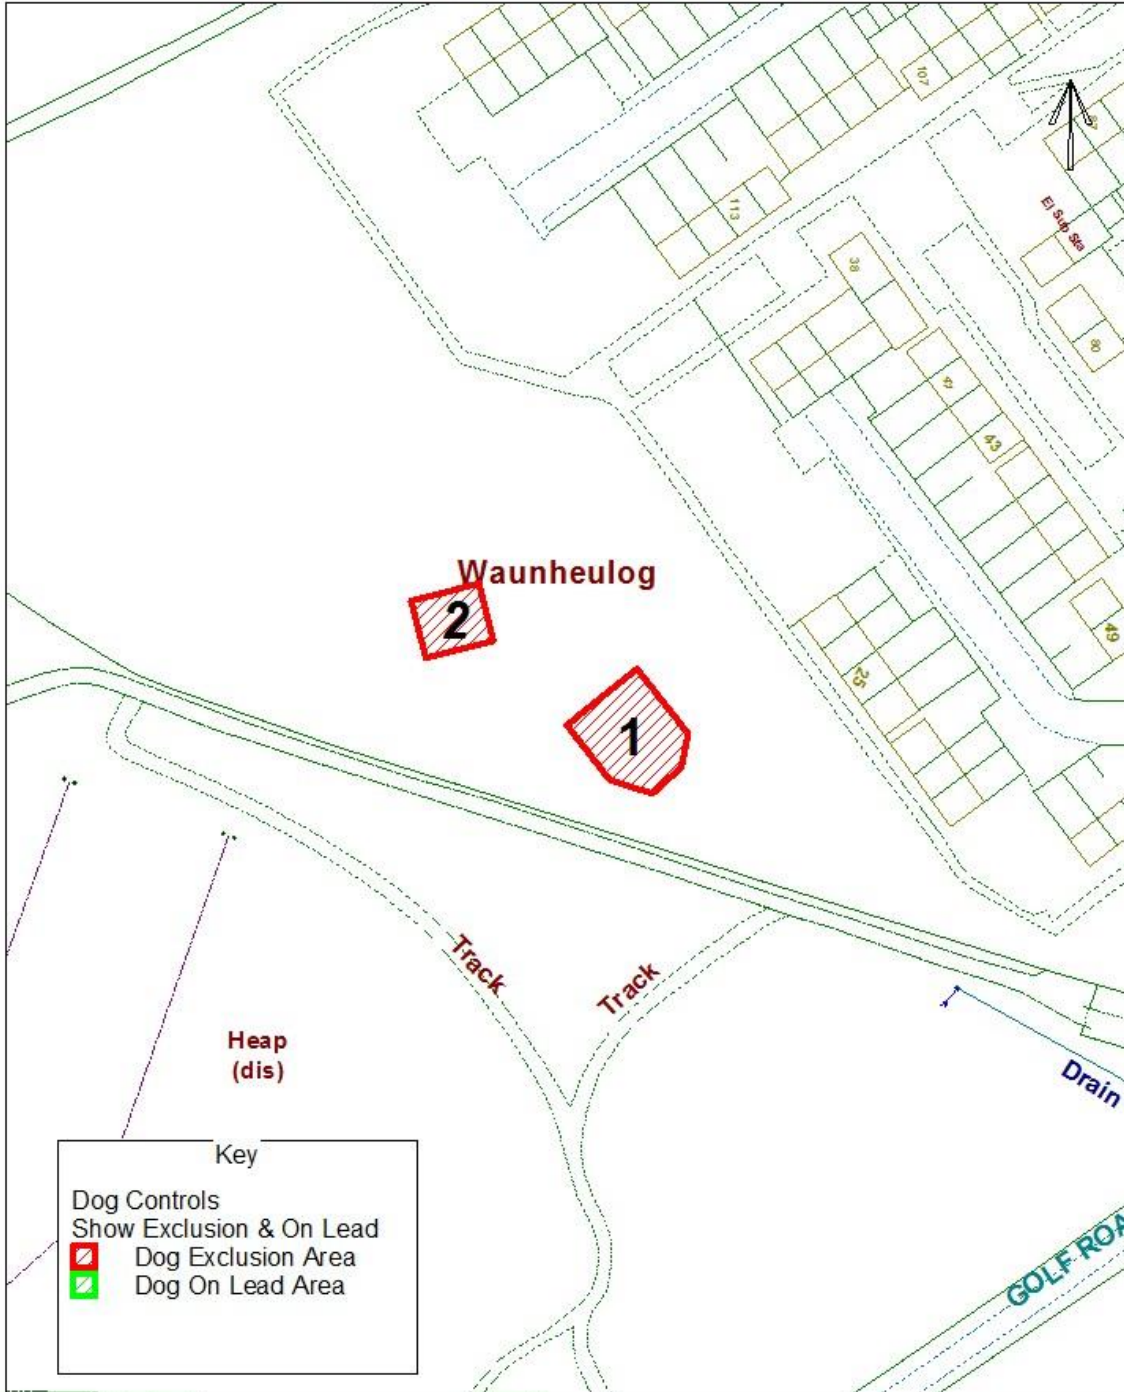 107
87
113
El Sub Sta
38
80
43
49
25
Waunheulog
2
1
Track
Track
Heap
(dis)
Drain
GOLF ROA
Key
Dog Controls
Show Exclusion & On Lead
Dog Exclusion Area
Dog On Lead Area